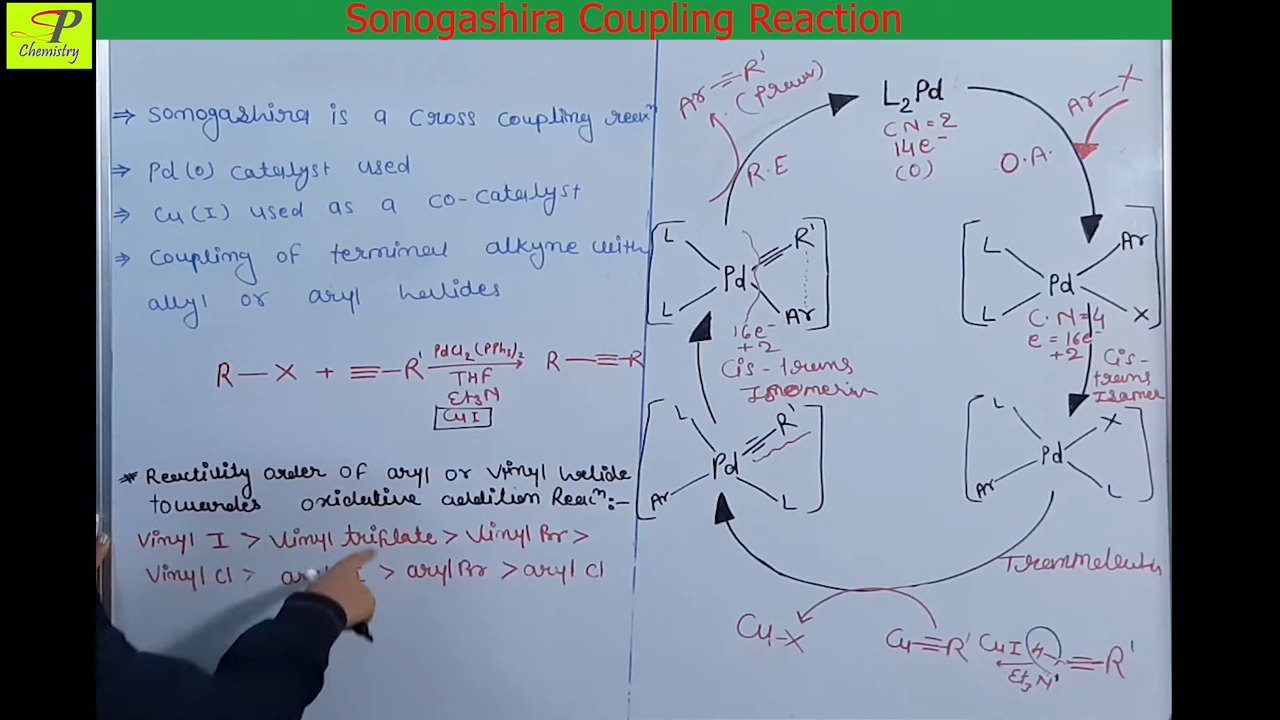 Sonogashira Coupling Reaction
SP
Chemistry
⇒ Sonogashira is a cross coupling reacⁿ
⇒ Pd(0) catalyst used
⇒ Cu(I) used as a co-catalyst
⇒ Coupling of terminal alkyne with
allyl or aryl halides
R—X + ≡—R' PdCl₂(PPh₃)₂ R—≡—R
THF
Et₃N
CuI
* Reactivity order of aryl or vinyl halide
towards oxidative addition Reacⁿ:-
Vinyl I > Vinyl triflate > Vinyl Br >
Vinyl Cl > I > aryl Br > aryl Cl
Ar—≡—R'
(Prod)
L₂Pd
CN=2
14e⁻
(0)
Ar—X
O.A.
R.E
L L Pd Ar X
C.N=4
e=16e⁻
+2
Cis-
trans
Isomer
L Ar Pd X L
L L Pd ≡ R' Ar
16e⁻
+2
Cis-trans
L Ar Pd ≡ R' L
Cu-X
Cu≡R' CuI H ≡—R'
Et₃N